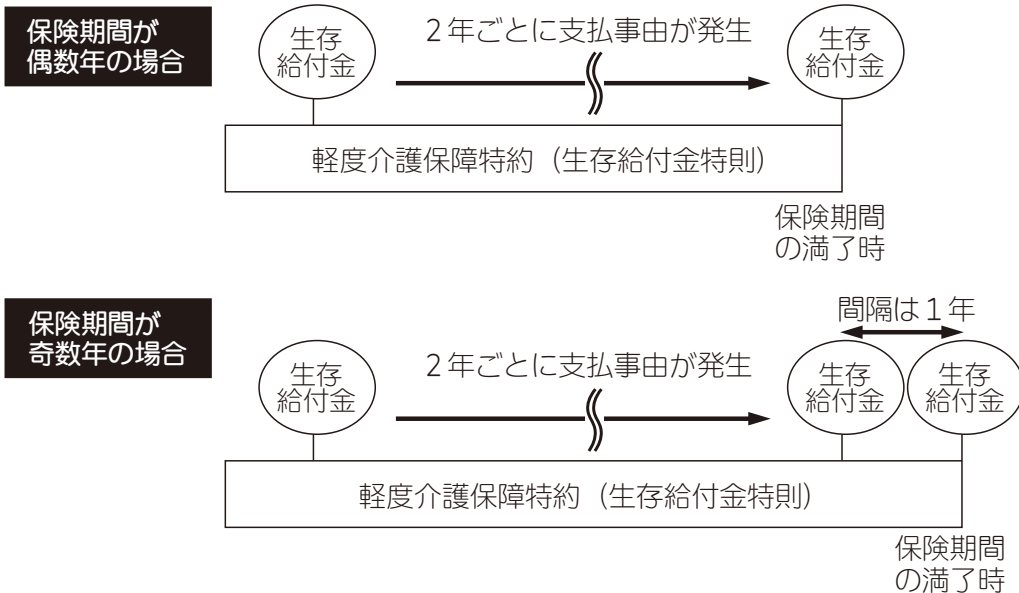 保険期間が
偶数年の場合
生存
給付金
２年ごとに支払事由が発生
生存
給付金
軽度介護保障特約（生存給付金特則）
保険期間
の満了時
保険期間が
奇数年の場合
間隔は１年
生存
給付金
２年ごとに支払事由が発生
生存
給付金
生存
給付金
軽度介護保障特約（生存給付金特則）
保険期間
の満了時